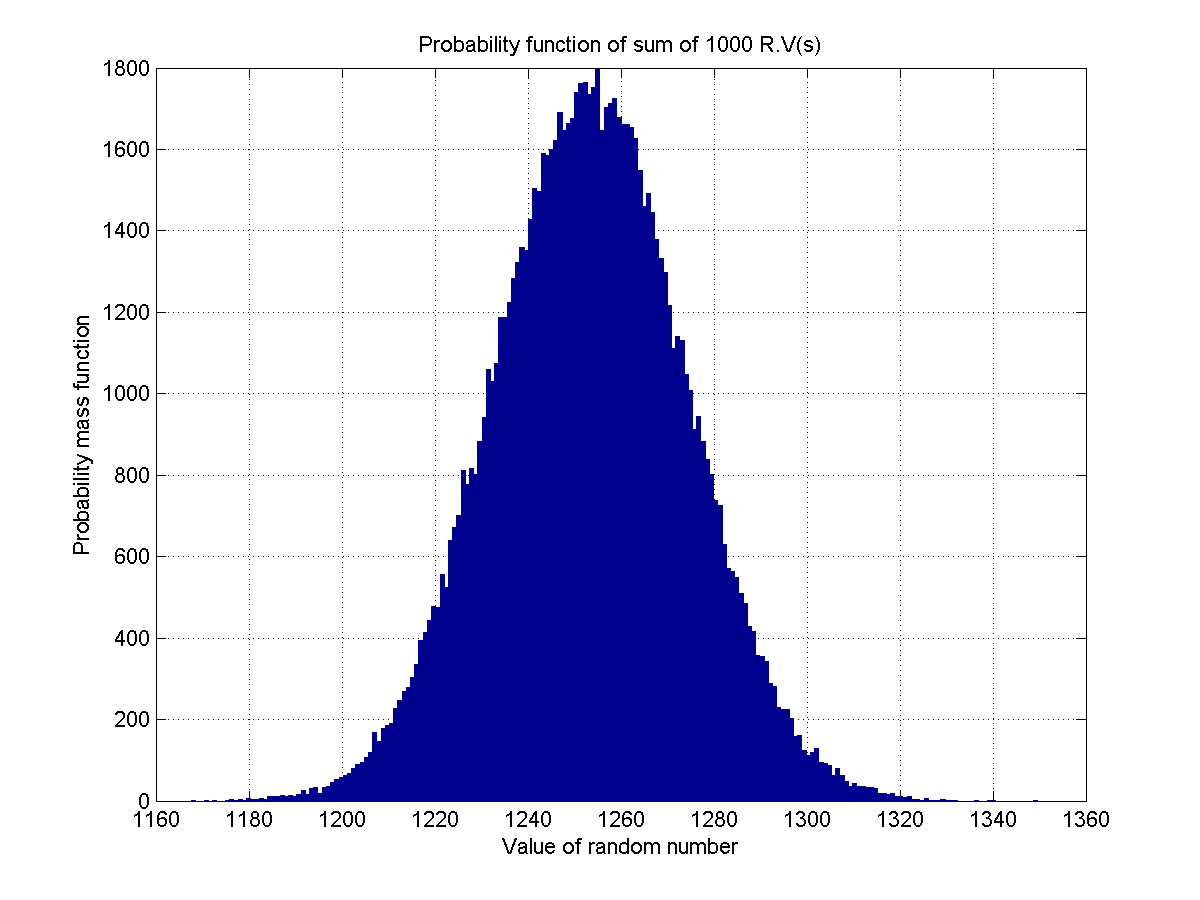 Probability function of sum of 1000 R.V(s)
1800
1600
1400
1200
1000
800
600
400
200
0
Probability mass function
1160 1180 1200 1220 1240 1260 1280 1300 1320 1340 1360
Value of random number